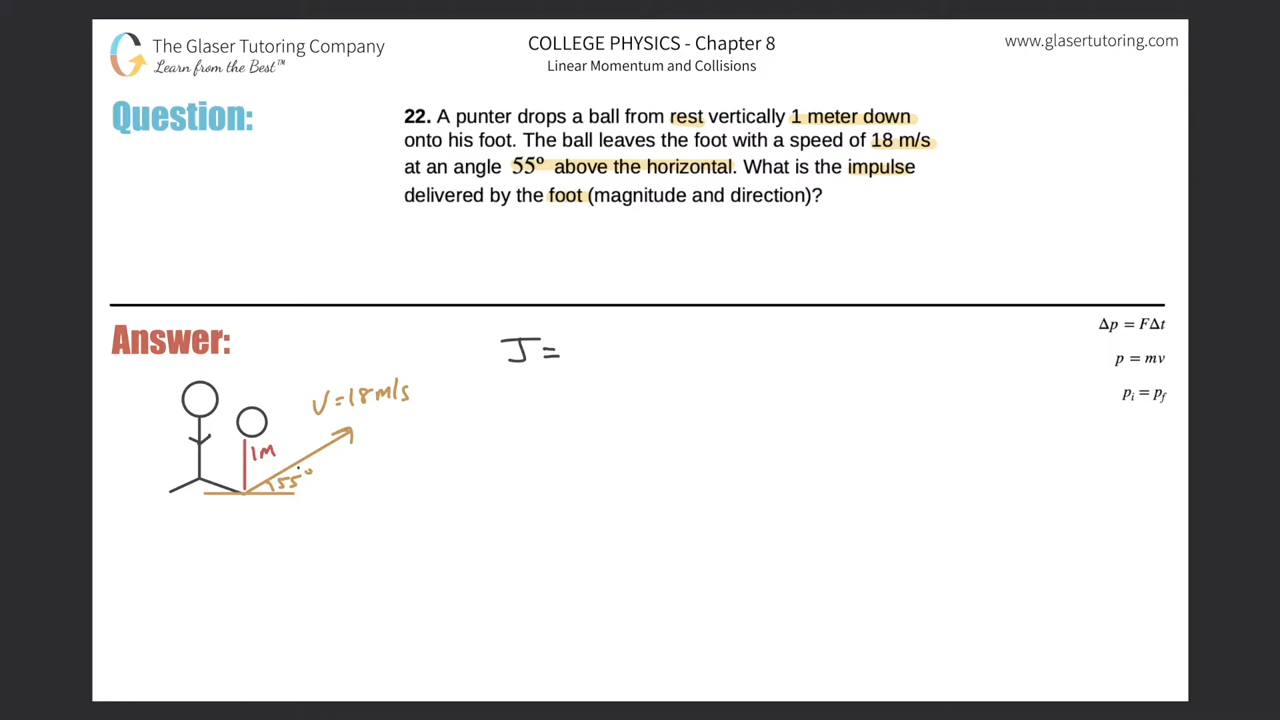 The Glaser Tutoring Company
Learn from the Best™
COLLEGE PHYSICS - Chapter 8
Linear Momentum and Collisions
www.glasertutoring.com
Question:
22. A punter drops a ball from rest vertically 1 meter down
onto his foot. The ball leaves the foot with a speed of 18 m/s
at an angle 55° above the horizontal. What is the impulse
delivered by the foot (magnitude and direction)?
Answer:
J =
Δp = FΔt
p = mv
pᵢ = p_f
V = 18 m/s
1M
55°